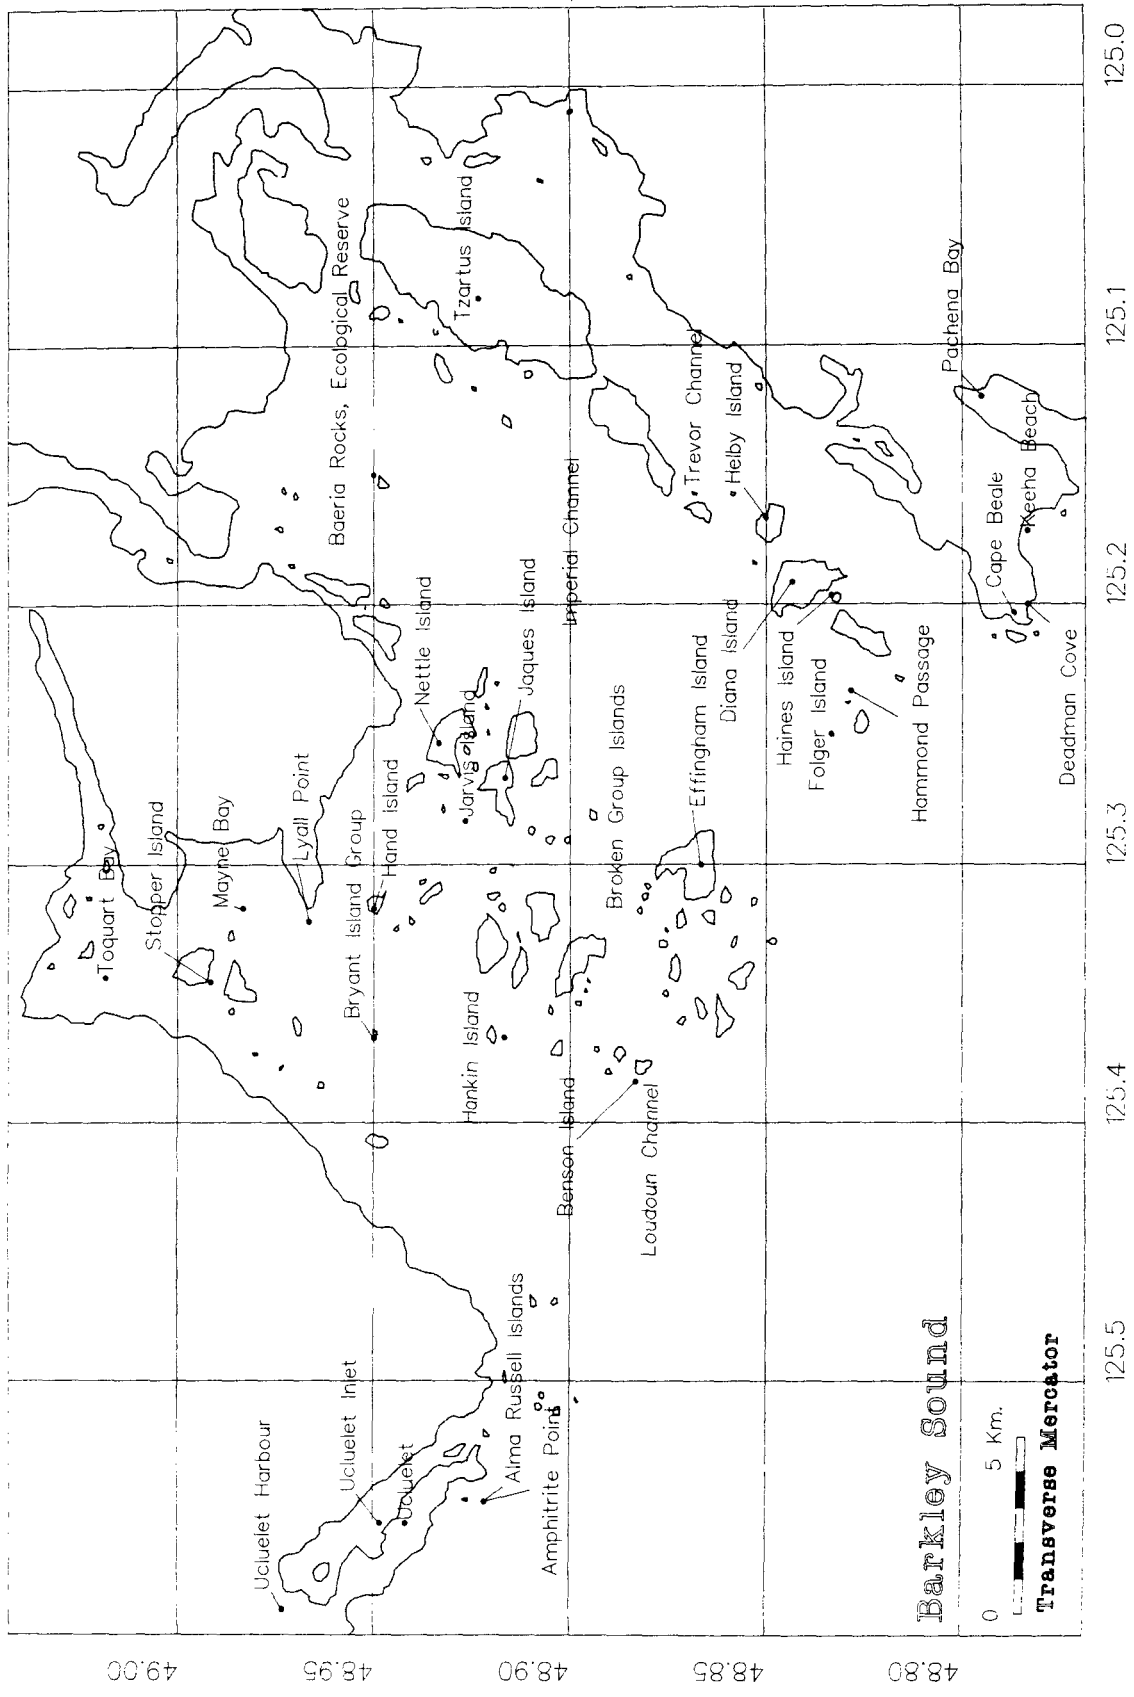 Ucluelet Harbour
Ucluelet Inlet
Ucluelet
Alma Russell Islands
Amphitrite Point
Toquart Bay
Stopper Island
Mayne Bay
Lyall Point
Bryant Island Group
Hand Island
Hankin Island
Benson Island
Loudoun Channel
Nettle Island
Jarvis Island
Jaques Island
Broken Group Islands
Effingham Island
Imperial Channel
Baeria Rocks, Ecological Reserve
Tzartus Island
Trevor Channel
Helby Island
Diana Island
Haines Island
Folger Island
Hammond Passage
Pachena Bay
Keeha Beach
Cape Beale
Deadman Cove
Barkley Sound
0 5 Km.
Transverse Mercator
49.00
48.95
48.90
48.85
48.80
125.5
125.4
125.3
125.2
125.1
125.0